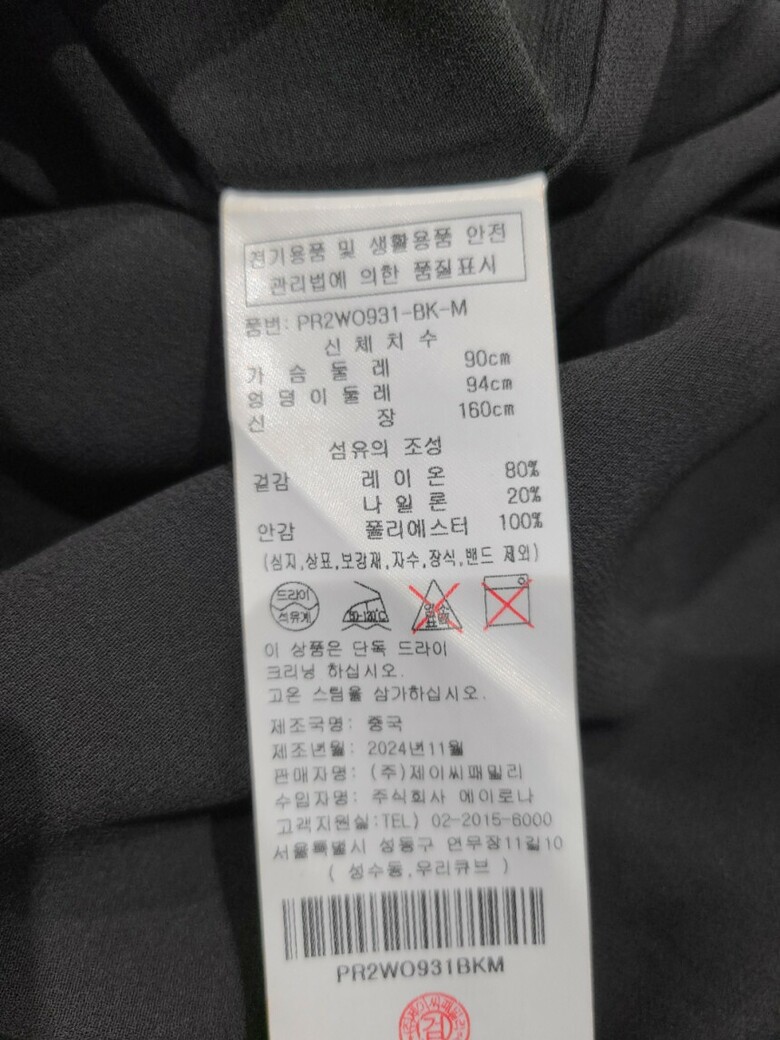 전기용품 및 생활용품 안전
관리법에 의한 품질표시
품번: PR2WO931-BK-M
신 체 치 수
가 슴 둘 레 90cm
엉 덩 이 둘 레 94cm
신 장 160cm
섬유의 조성
겉감 레 이 온 80%
나 일 론 20%
안감 폴리에스터 100%
(심지,상표,보강재,자수,장식,밴드 제외)
드라이
석유계
염소
표백
이 상품은 단독 드라이
크리닝 하십시오.
고온 스팀을 삼가하십시오.
제조국명: 중국
제조년월: 2024년11월
판매자명: (주)제이씨패밀리
수입자명: 주식회사 에이로나
고객지원실:TEL) 02-2015-6000
서울특별시 성동구 연무장11길10
( 성수동,우리큐브 )
PR2WO931BKM
검